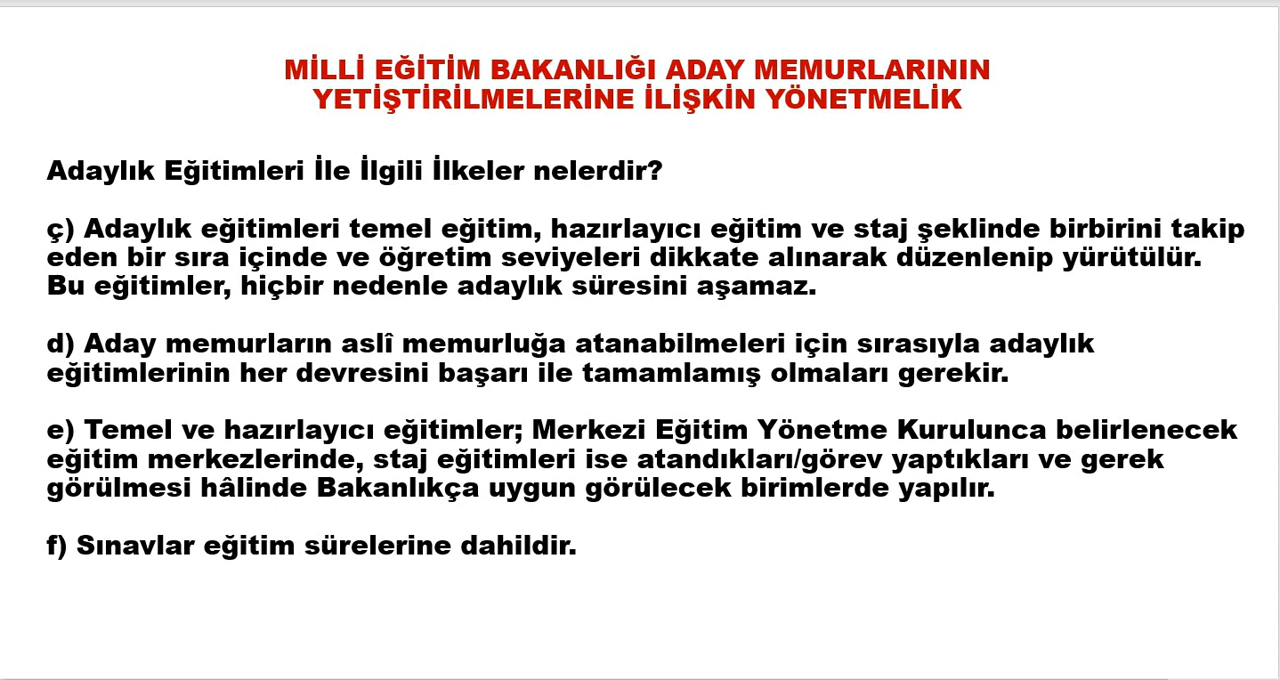 MİLLİ EĞİTİM BAKANLIĞI ADAY MEMURLARININ
YETİŞTİRİLMELERİNE İLİŞKİN YÖNETMELİK
Adaylık Eğitimleri İle İlgili İlkeler nelerdir?
ç) Adaylık eğitimleri temel eğitim, hazırlayıcı eğitim ve staj şeklinde birbirini takip
eden bir sıra içinde ve öğretim seviyeleri dikkate alınarak düzenlenip yürütülür.
Bu eğitimler, hiçbir nedenle adaylık süresini aşamaz.
d) Aday memurların aslî memurluğa atanabilmeleri için sırasıyla adaylık
eğitimlerinin her devresini başarı ile tamamlamış olmaları gerekir.
e) Temel ve hazırlayıcı eğitimler; Merkezi Eğitim Yönetme Kurulunca belirlenecek
eğitim merkezlerinde, staj eğitimleri ise atandıkları/görev yaptıkları ve gerek
görülmesi hâlinde Bakanlıkça uygun görülecek birimlerde yapılır.
f) Sınavlar eğitim sürelerine dahildir.